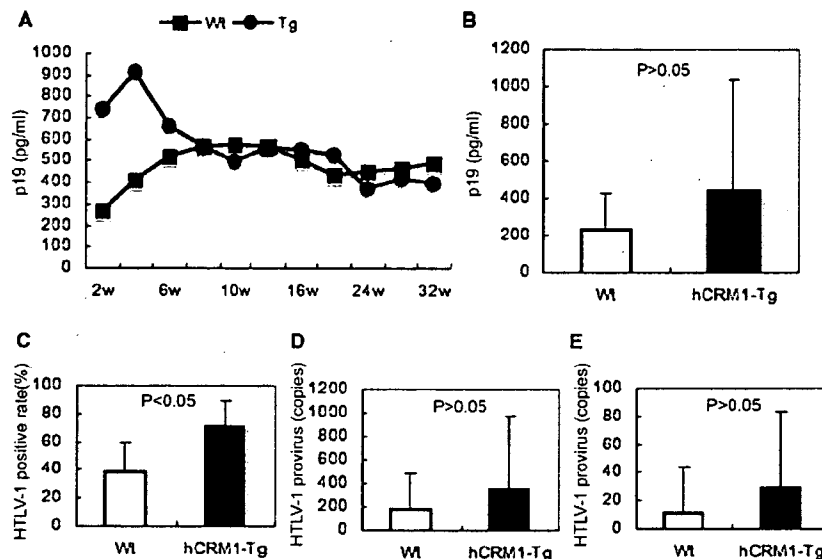 A
Wt Tg
p19 (pg/ml)
1000
900
800
700
600
500
400
300
200
100
0
2w 6w 10w 16w 24w 32w
B
p19 (pg/ml)
1200
1000
800
600
400
200
0
P>0.05
Wt hCRM1-Tg
C
HTLV-1 positive rate(%)
100
80
60
40
20
0
P<0.05
Wt hCRM1-Tg
D
HTLV-1 provirus (copies)
1200
1000
800
600
400
200
0
P>0.05
Wt hCRM1-Tg
E
HTLV-1 provirus (copies)
100
80
60
40
20
0
P>0.05
Wt hCRM1-Tg